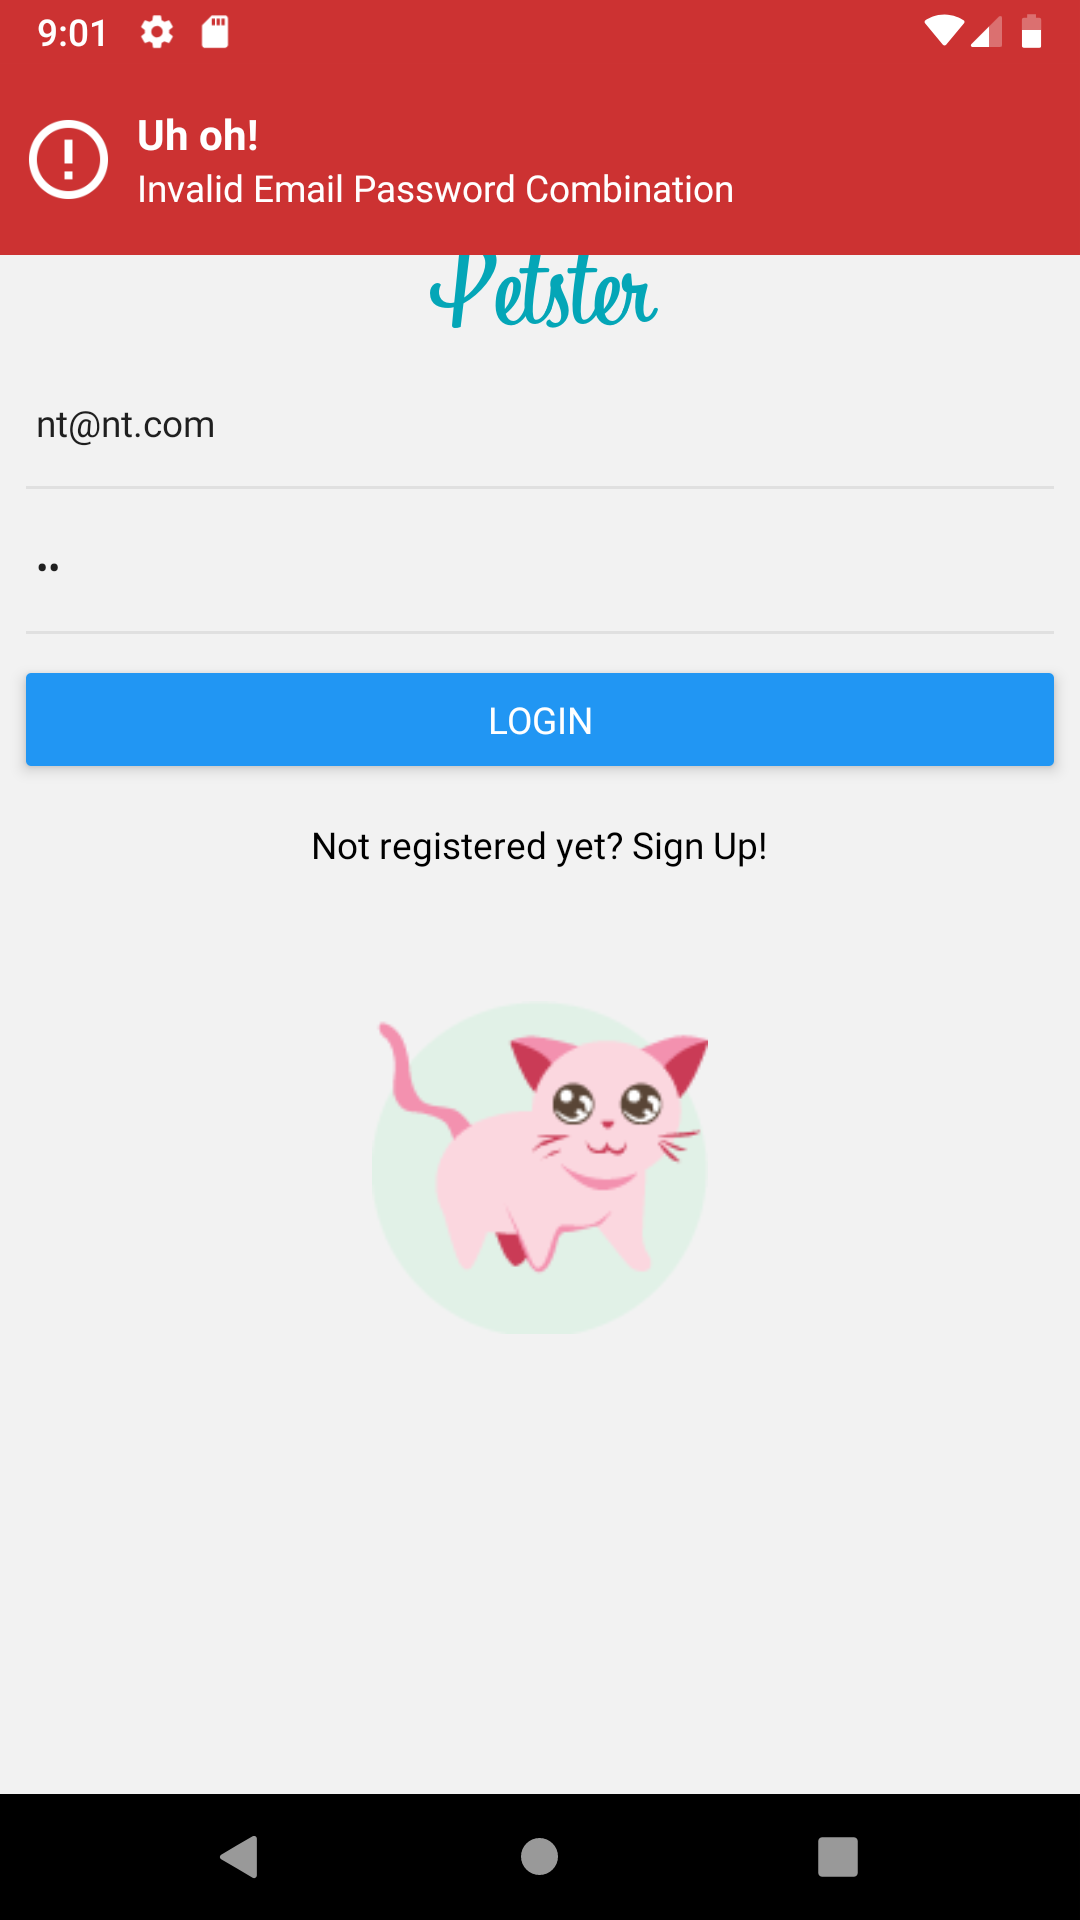 9:01
Uh oh!
Invalid Email Password Combination
Petster
nt@nt.com
••
LOGIN
Not registered yet? Sign Up!